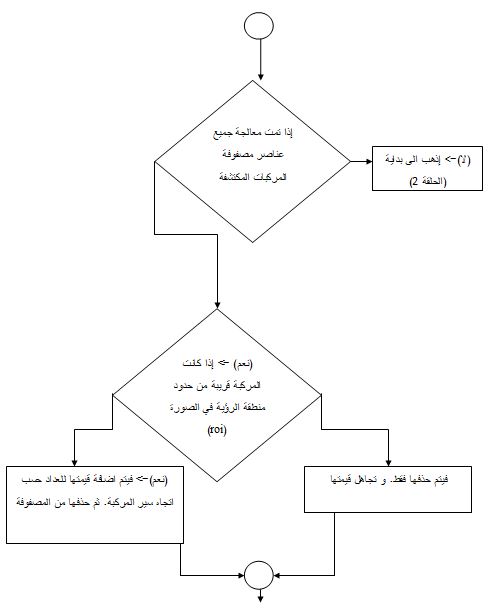 إذا تمت معالجة جميع
عناصر مصفوفة
المركبات المكتشفة
(لا)-> إذهب الى بداية
(الحلقة 2)
(نعم) -> إذا كانت
المركبة قريبة من حدود
منطقة الرؤية في الصورة
(roi)
(نعم)-> فيتم اضافة قيمتها للعداد حسب
اتجاه سير المركبة. ثم حذفها من المصفوفة
فيتم حذفها فقط. و تجاهل قيمتها